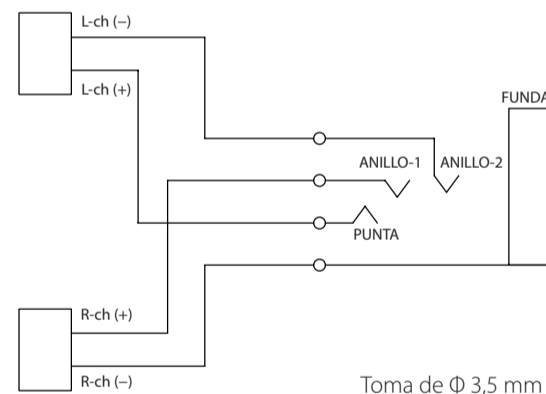 L-ch (–)
L-ch (+)
FUNDA
ANILLO-1
ANILLO-2
PUNTA
R-ch (+)
R-ch (–)
Toma de Φ 3,5 mm